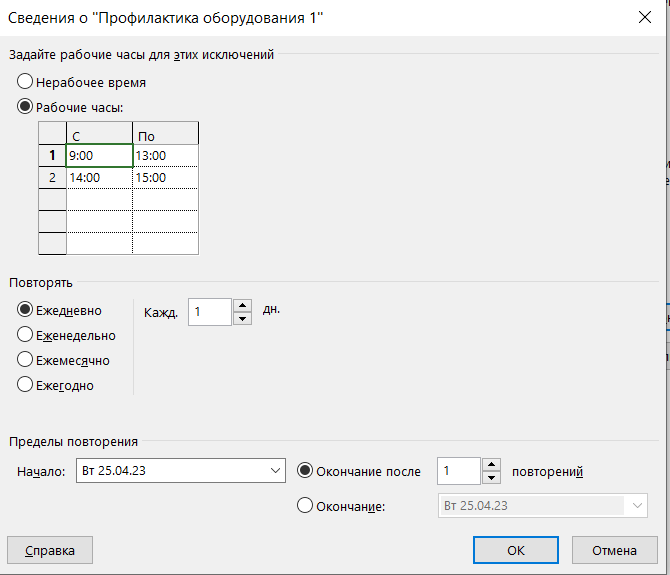 Сведения о "Профилактика оборудования 1"
Задайте рабочие часы для этих исключений
Нерабочее время
Рабочие часы:
С По
1 9:00 13:00
2 14:00 15:00
Повторять
Ежедневно Кажд. 1 дн.
Еженедельно
Ежемесячно
Ежегодно
Пределы повторения
Начало: Вт 25.04.23 Окончание после 1 повторений
Окончание: Вт 25.04.23
Справка ОК Отмена